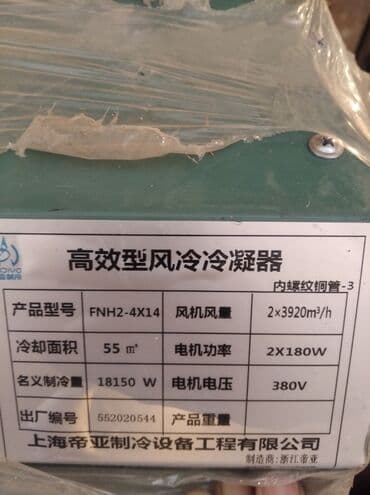 高效型风冷冷凝器
内螺纹铜管-3
产品型号 FNH2-4X14 风机风量 2×3920m³/h
冷却面积 55 ㎡ 电机功率 2X180W
名义制冷量 18150 W 电机电压 380V
出厂编号 552020544 产品重量
上海帝亚制冷设备工程有限公司
制造商:浙江帝亚